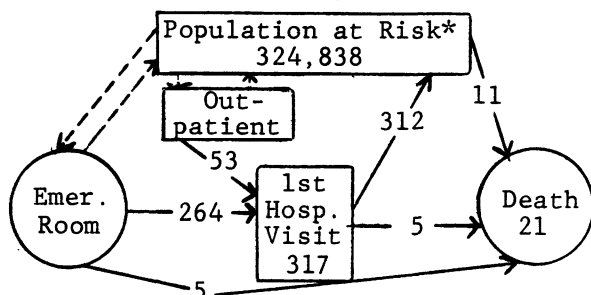 Population at Risk*
324,838
11
Out-
patient
312
53
Emer.
Room
264
1st
Hosp.
Visit
317
5
Death
21
5